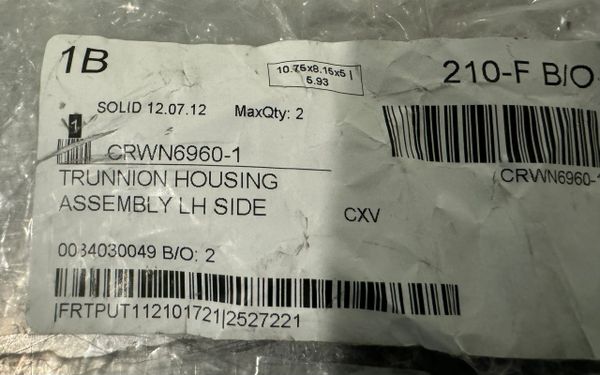 1B
10.75x8.15x5 |
5.93
210-F B/O
SOLID 12.07.12 MaxQty: 2
1
CRWN6960-1
CRWN6960-1
TRUNNION HOUSING
ASSEMBLY LH SIDE
CXV
0034030049 B/O: 2
|FRTPUT112101721|2527221